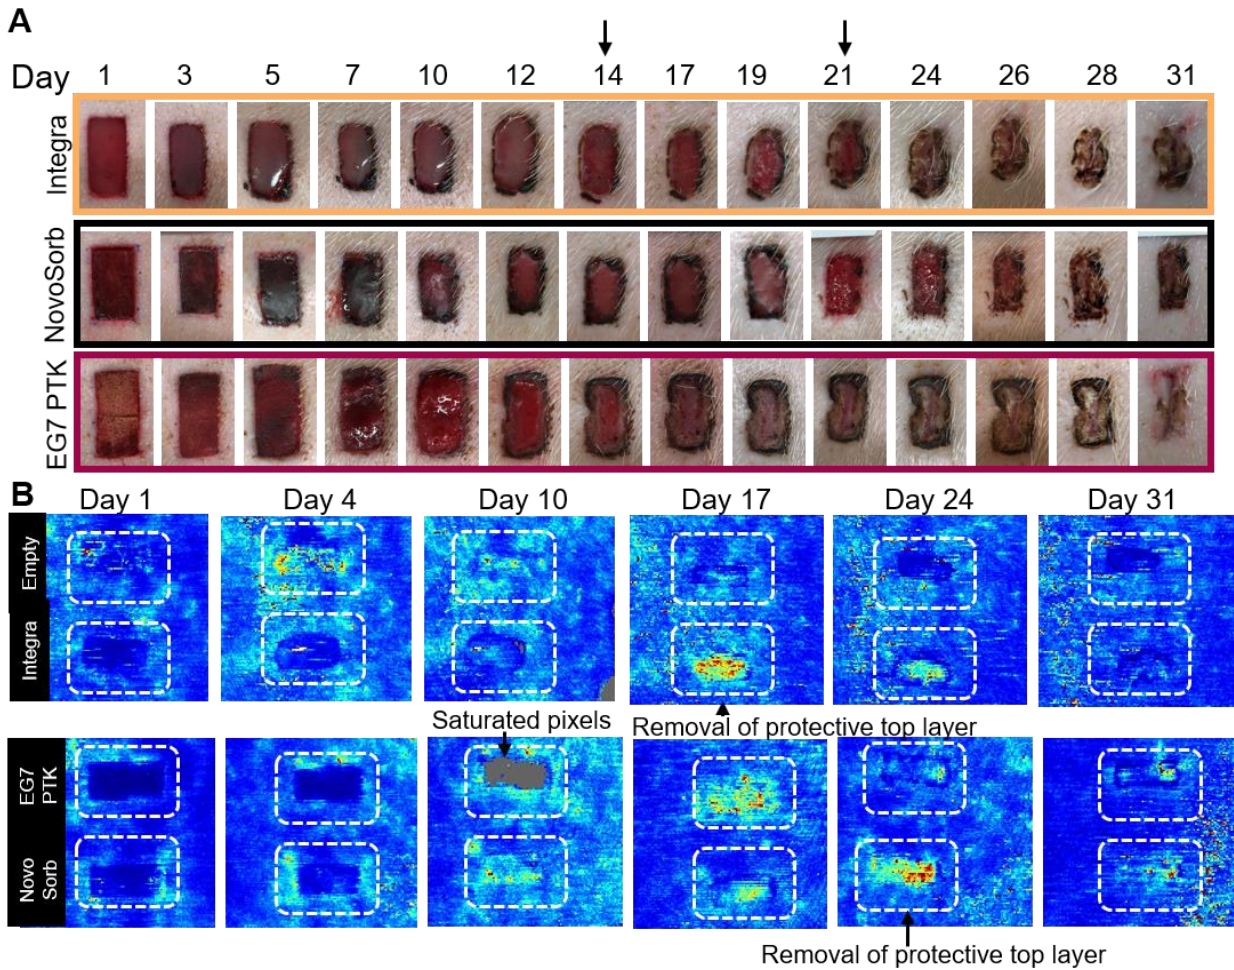 A
Day 1 3 5 7 10 12 14 17 19 21 24 26 28 31
Integra
NovoSorb
EG7 PTK
B
Day 1 Day 4 Day 10 Day 17 Day 24 Day 31
Empty
Integra
Saturated pixels
Removal of protective top layer
EG7
PTK
Novo
Sorb
Removal of protective top layer